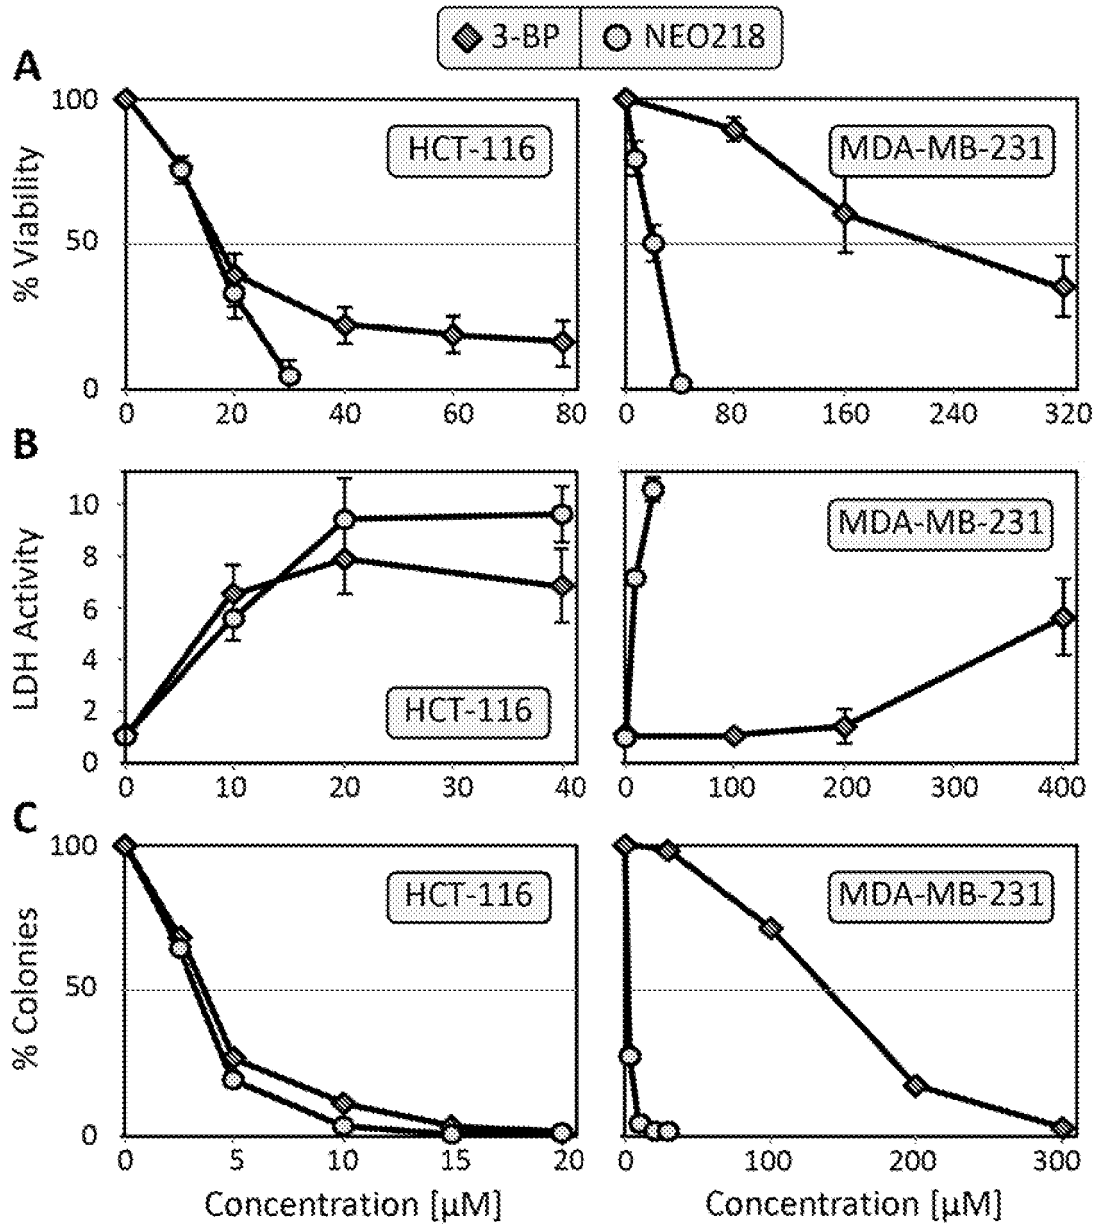 3-BP NEO218
A
% Viability
100
50
0
HCT-116
0 20 40 60 80
MDA-MB-231
0 80 160 240 320
B
LDH Activity
10
8
6
4
2
0
HCT-116
0 10 20 30 40
MDA-MB-231
0 100 200 300 400
C
% Colonies
100
50
0
HCT-116
0 5 10 15 20
Concentration [μM]
MDA-MB-231
0 100 200 300
Concentration [μM]